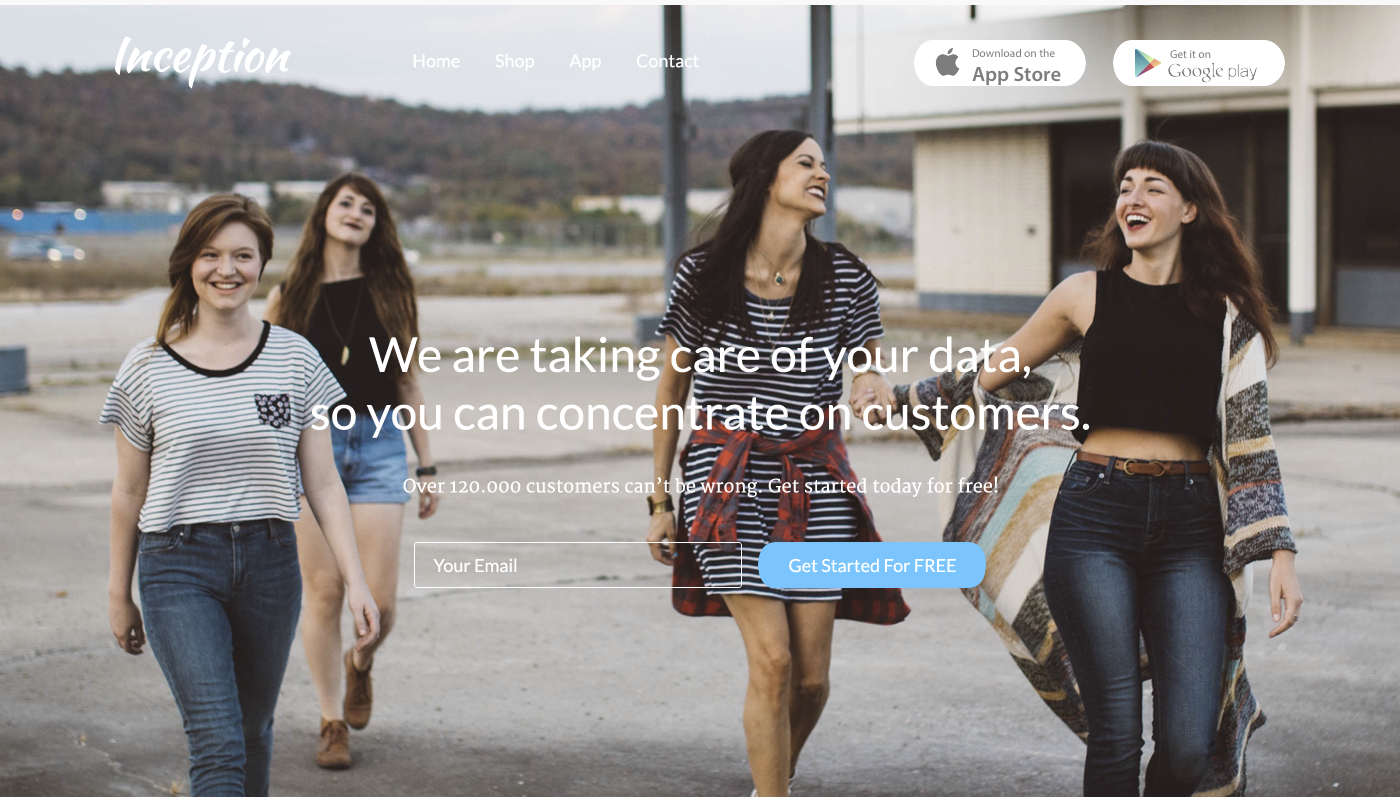 Inception
Home Shop App Contact
Download on the
App Store
Get it on
Google play
We are taking care of your data,
so you can concentrate on customers.
Over 120.000 customers can't be wrong. Get started today for free!
Your Email
Get Started For FREE